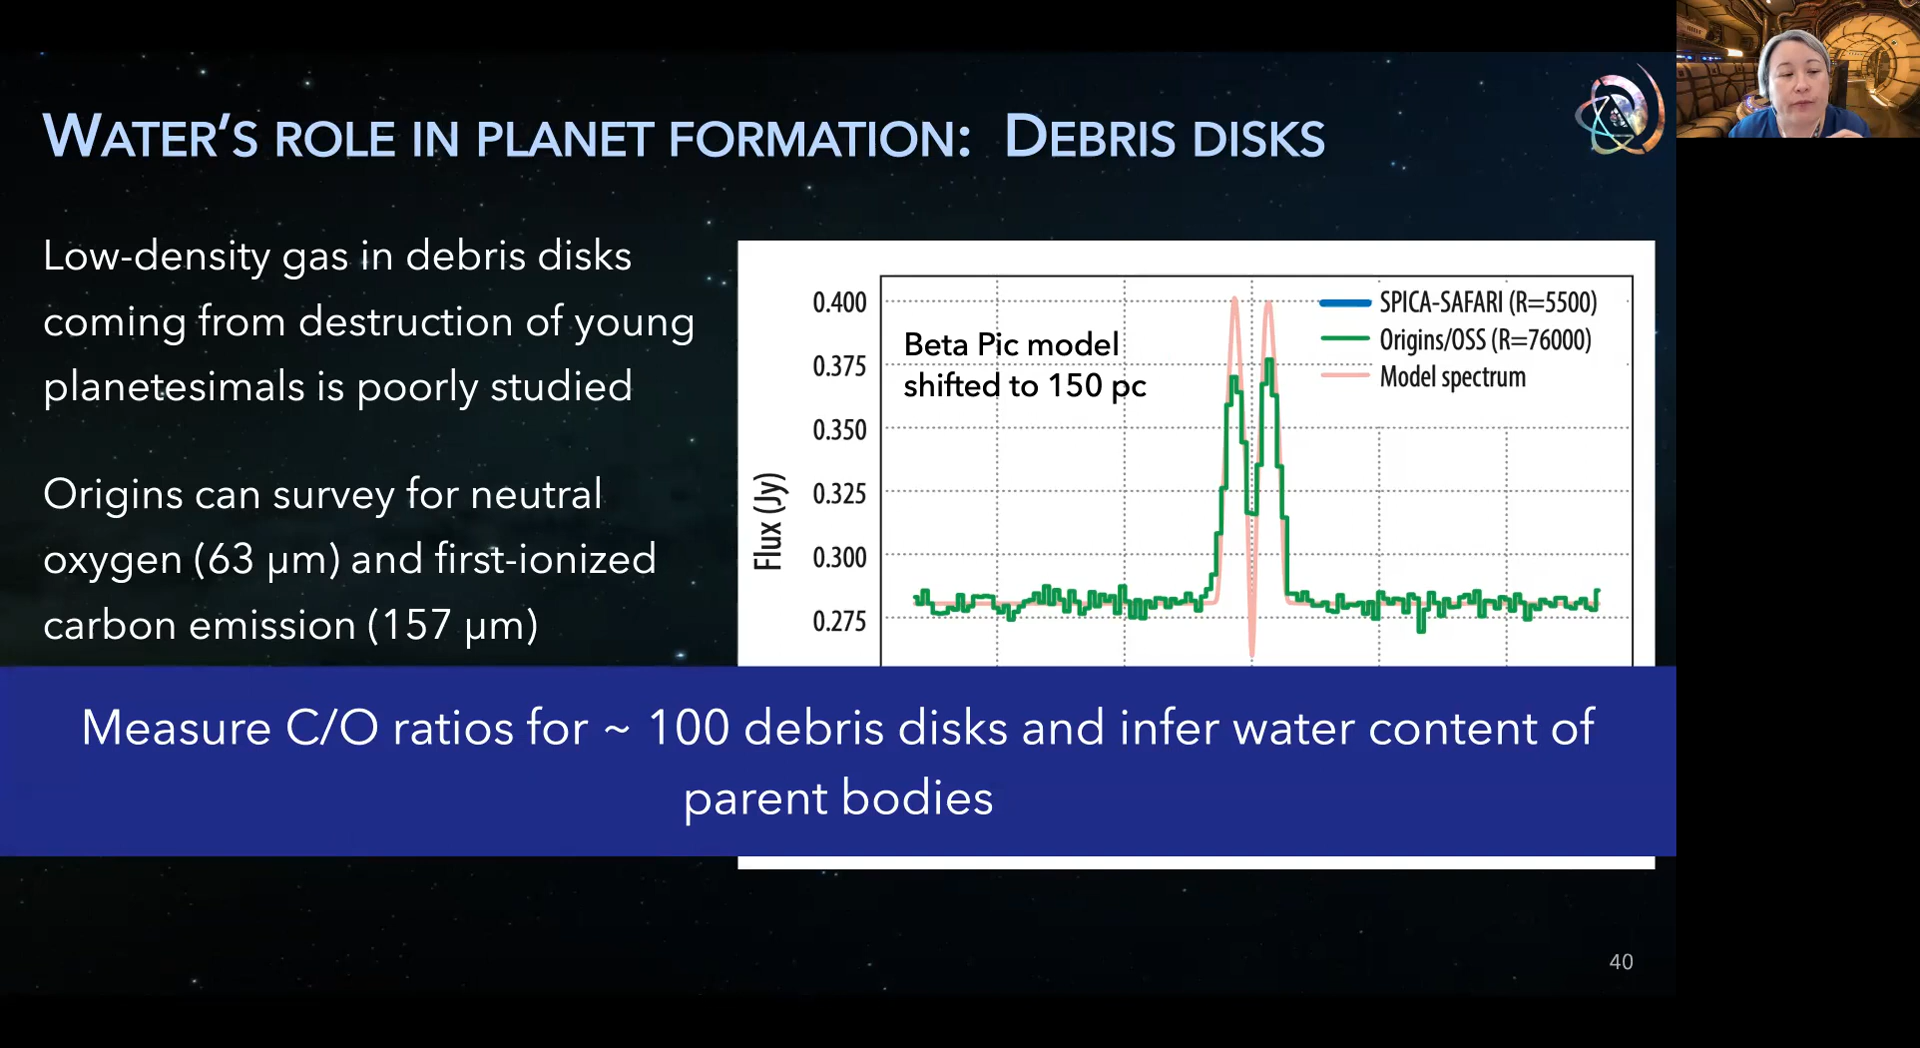 WATER'S ROLE IN PLANET FORMATION: DEBRIS DISKS
Low-density gas in debris disks
coming from destruction of young
planetesimals is poorly studied
Origins can survey for neutral
oxygen (63 μm) and first-ionized
carbon emission (157 μm)
Flux (Jy)
0.400
0.375
0.350
0.325
0.300
0.275
Beta Pic model
shifted to 150 pc
SPICA-SAFARI (R=5500)
Origins/OSS (R=76000)
Model spectrum
Measure C/O ratios for ~ 100 debris disks and infer water content of
parent bodies
40